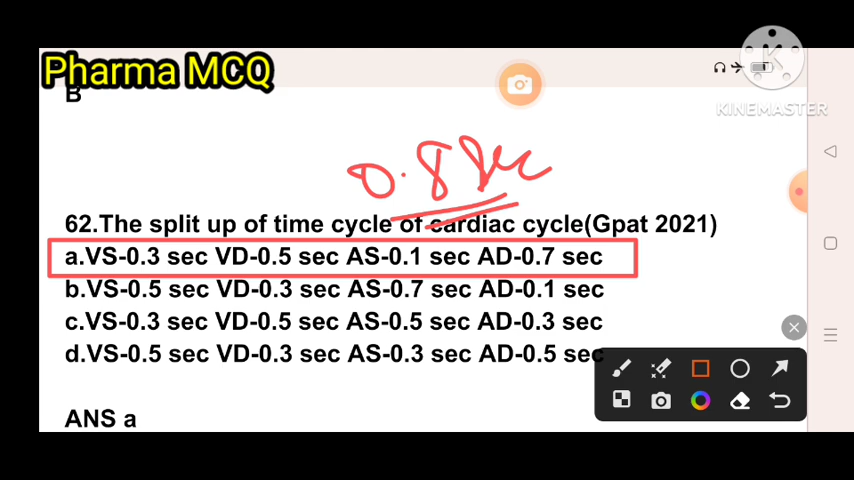 Pharma MCQ
KINEMASTER
B
0.8 Sec
62.The split up of time cycle of cardiac cycle(Gpat 2021)
a.VS-0.3 sec VD-0.5 sec AS-0.1 sec AD-0.7 sec
b.VS-0.5 sec VD-0.3 sec AS-0.7 sec AD-0.1 sec
c.VS-0.3 sec VD-0.5 sec AS-0.5 sec AD-0.3 sec
d.VS-0.5 sec VD-0.3 sec AS-0.3 sec AD-0.5 sec
ANS a